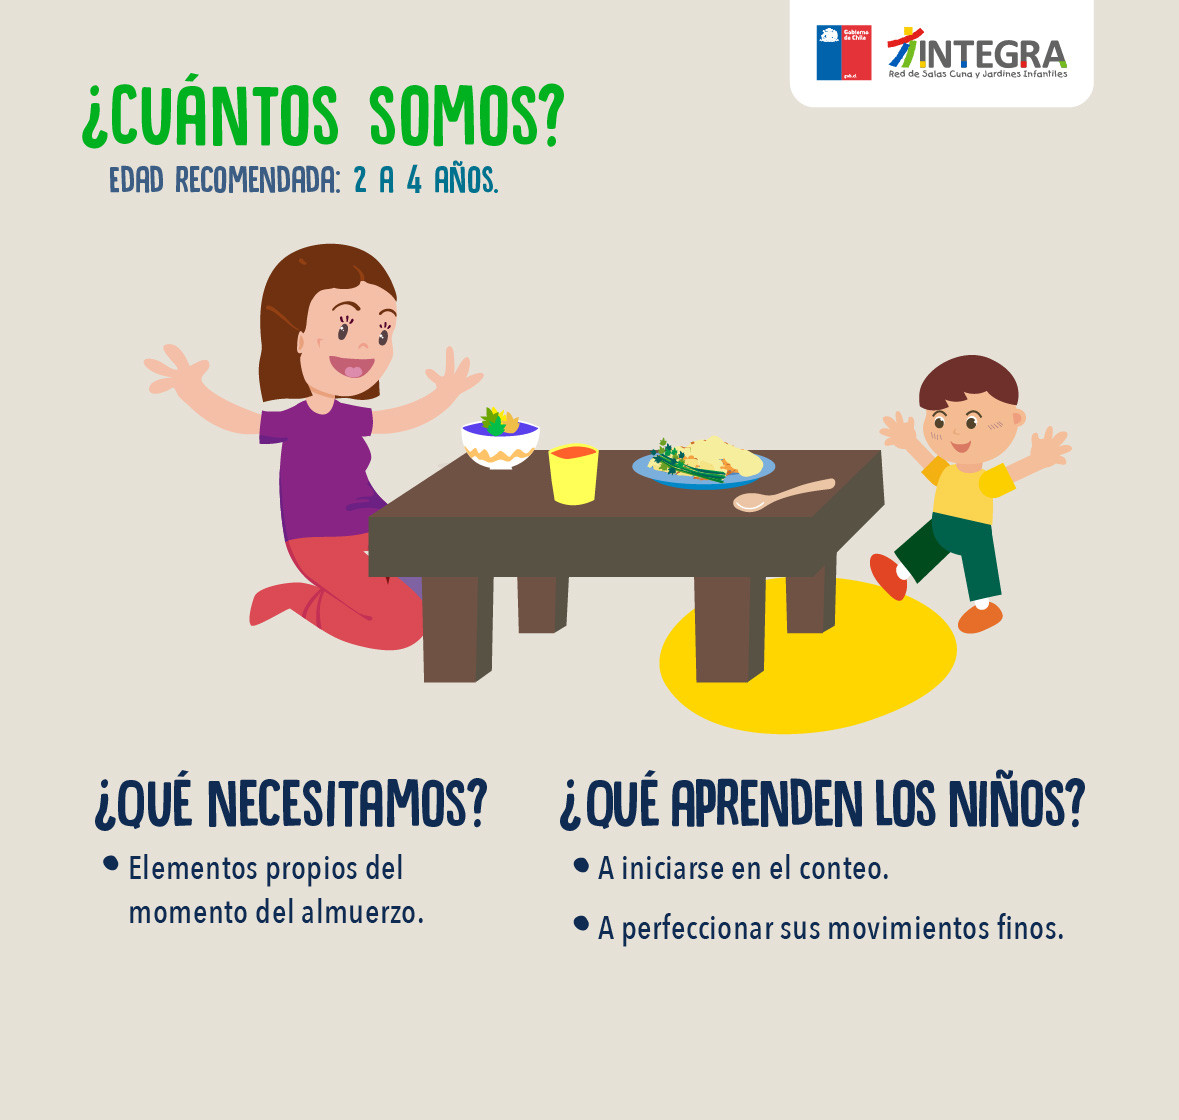 Gobierno
de Chile
gob.cl
INTEGRA
Red de Salas Cuna y Jardines Infantiles
¿CUÁNTOS SOMOS?
EDAD RECOMENDADA: 2 A 4 AÑOS.
¿QUÉ NECESITAMOS?
• Elementos propios del
momento del almuerzo.
¿QUÉ APRENDEN LOS NIÑOS?
• A iniciarse en el conteo.
• A perfeccionar sus movimientos finos.